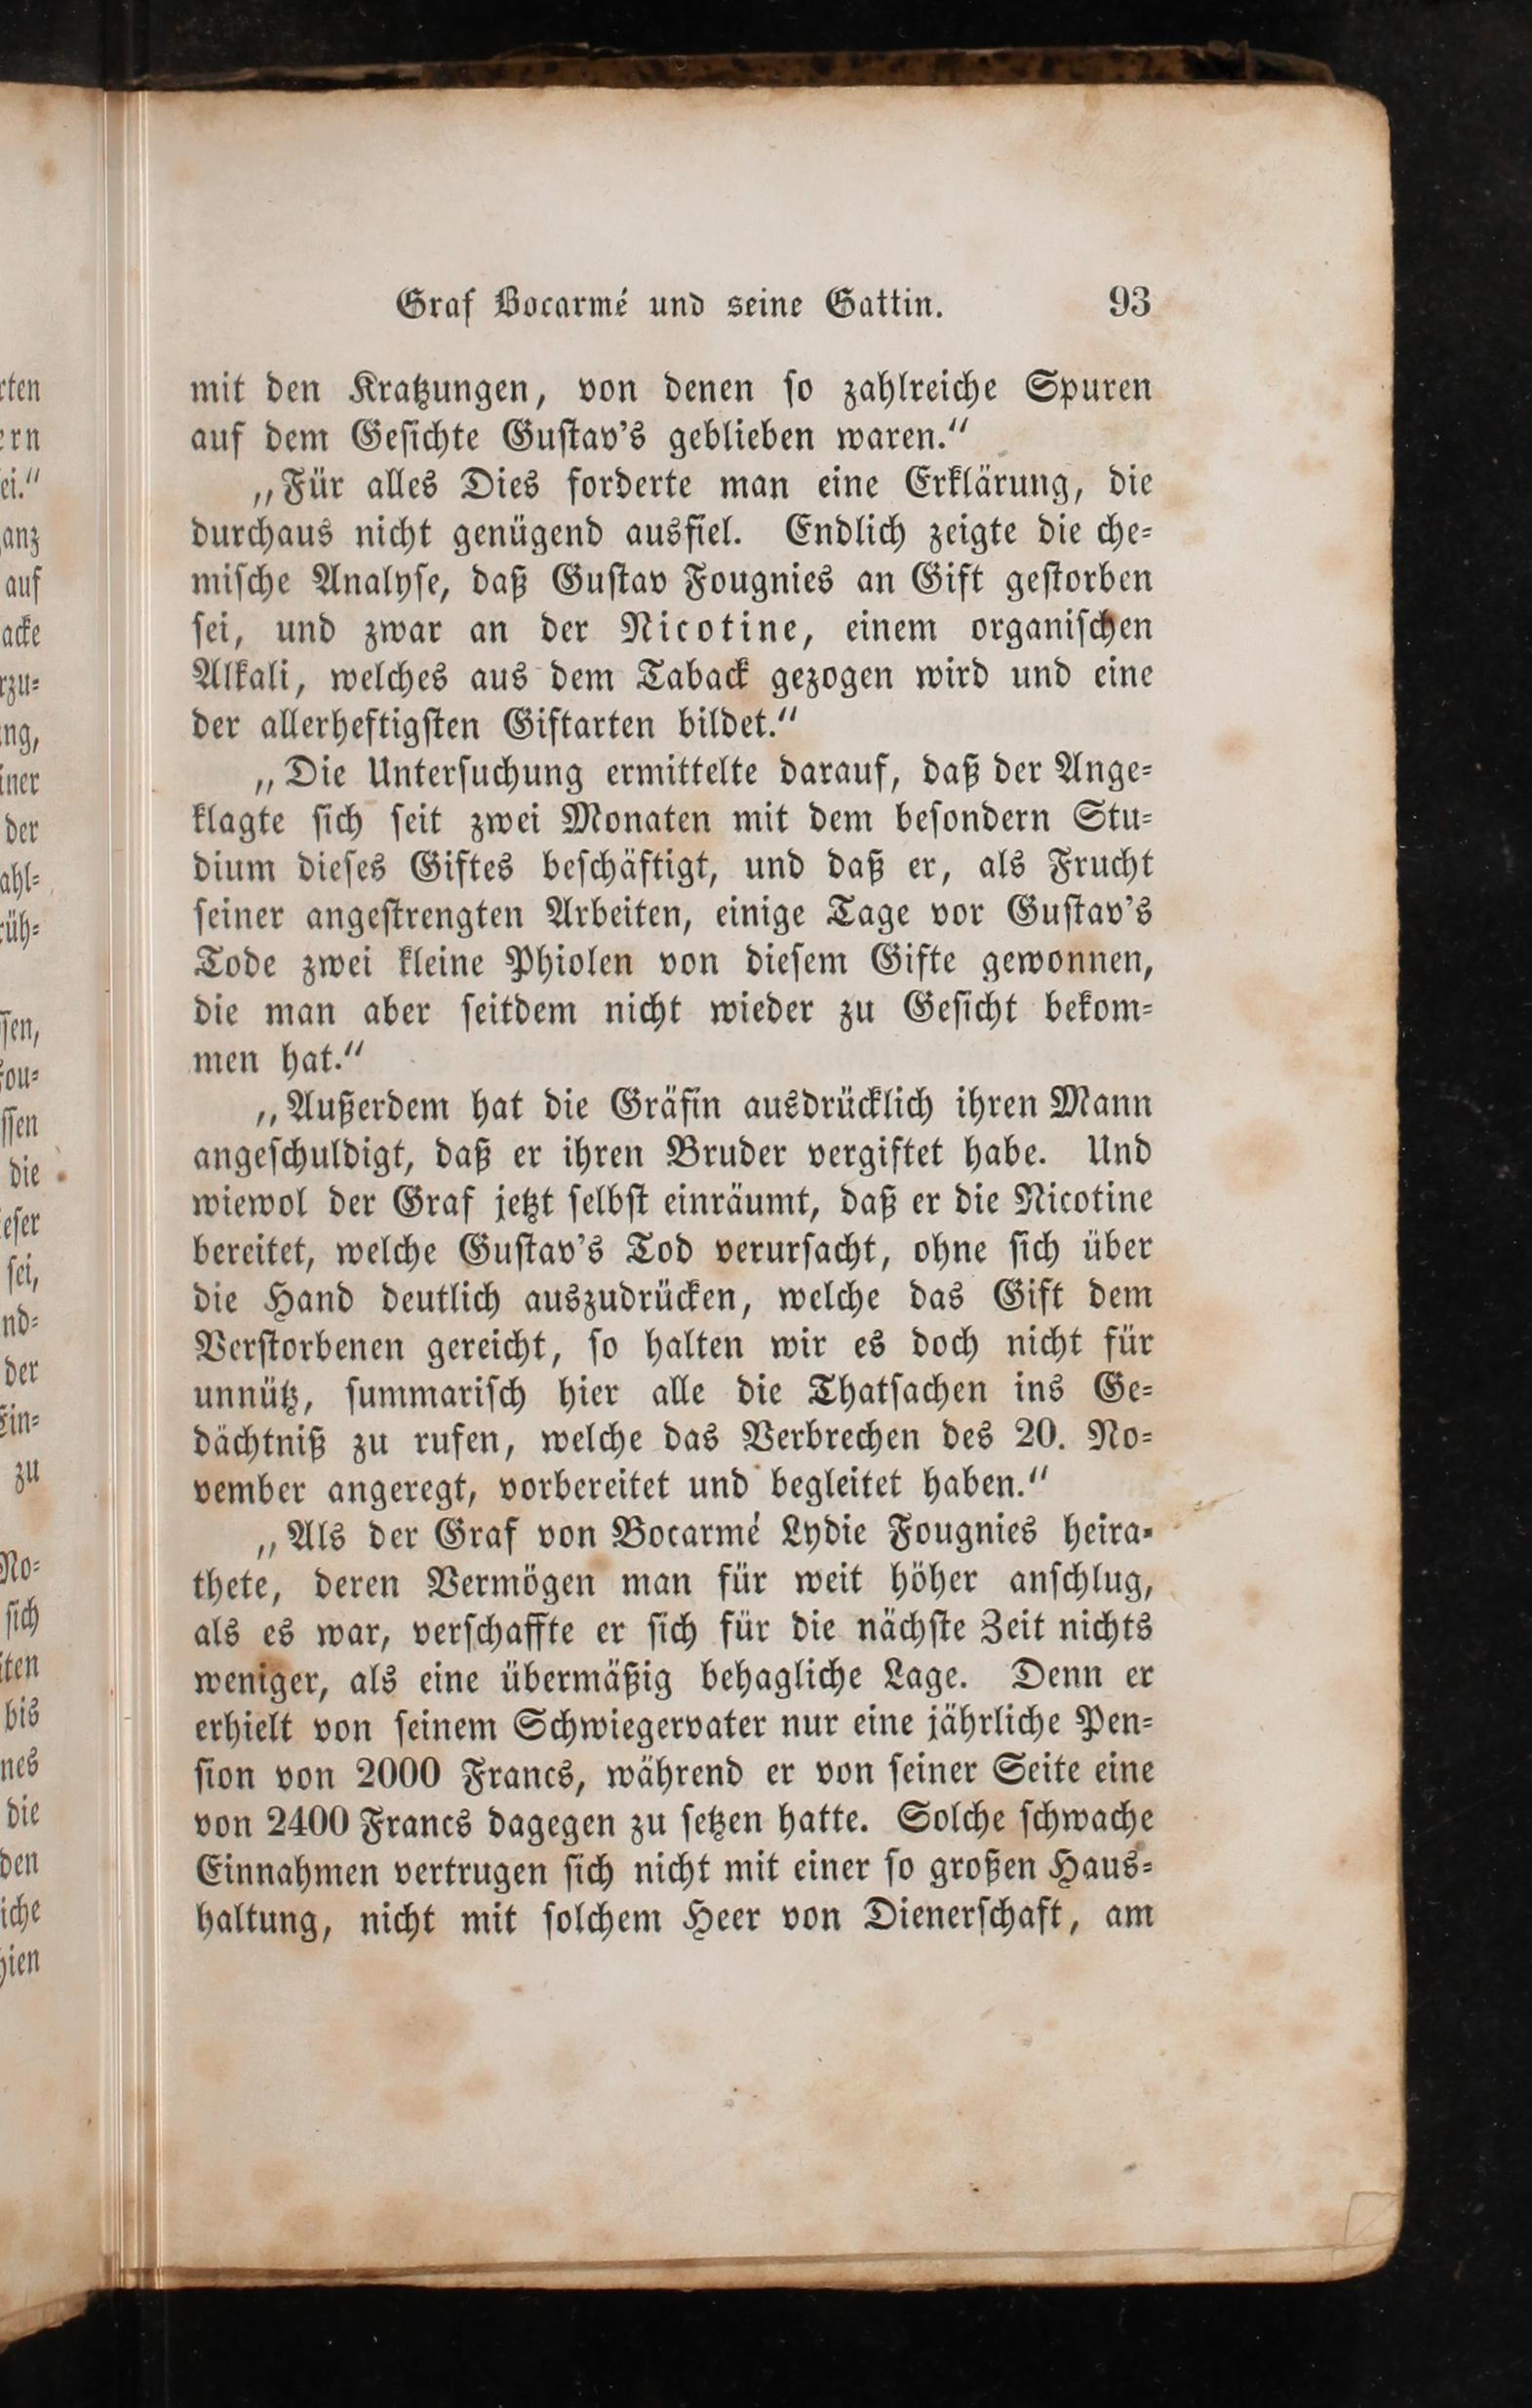 Graf Bocarmé und seine Gattin. 93
mit den Kratzungen, von denen so zahlreiche Spuren
auf dem Gesichte Gustav's geblieben waren.“
„Für alles Dies forderte man eine Erklärung, die
durchaus nicht genügend ausfiel. Endlich zeigte die che-
mische Analyse, daß Gustav Fougnies an Gift gestorben
sei, und zwar an der Nicotine, einem organischen
Alkali, welches aus dem Taback gezogen wird und eine
der allerheftigsten Giftarten bildet.“
„Die Untersuchung ermittelte darauf, daß der Ange-
klagte sich seit zwei Monaten mit dem besondern Stu-
dium dieses Giftes beschäftigt, und daß er, als Frucht
seiner angestrengten Arbeiten, einige Tage vor Gustav's
Tode zwei kleine Phiolen von diesem Gifte gewonnen,
die man aber seitdem nicht wieder zu Gesicht bekom-
men hat.“
„Außerdem hat die Gräfin ausdrücklich ihren Mann
angeschuldigt, daß er ihren Bruder vergiftet habe. Und
wiewol der Graf jetzt selbst einräumt, daß er die Nicotine
bereitet, welche Gustav's Tod verursacht, ohne sich über
die Hand deutlich auszudrücken, welche das Gift dem
Verstorbenen gereicht, so halten wir es doch nicht für
unnütz, summarisch hier alle die Thatsachen ins Ge-
dächtniß zu rufen, welche das Verbrechen des 20. No-
vember angeregt, vorbereitet und begleitet haben.“
„Als der Graf von Bocarmé Lydie Fougnies heira-
thete, deren Vermögen man für weit höher anschlug,
als es war, verschaffte er sich für die nächste Zeit nichts
weniger, als eine übermäßig behagliche Lage. Denn er
erhielt von seinem Schwiegervater nur eine jährliche Pen-
sion von 2000 Francs, während er von seiner Seite eine
von 2400 Francs dagegen zu setzen hatte. Solche schwache
Einnahmen vertrugen sich nicht mit einer so großen Haus-
haltung, nicht mit solchem Heer von Dienerschaft, am